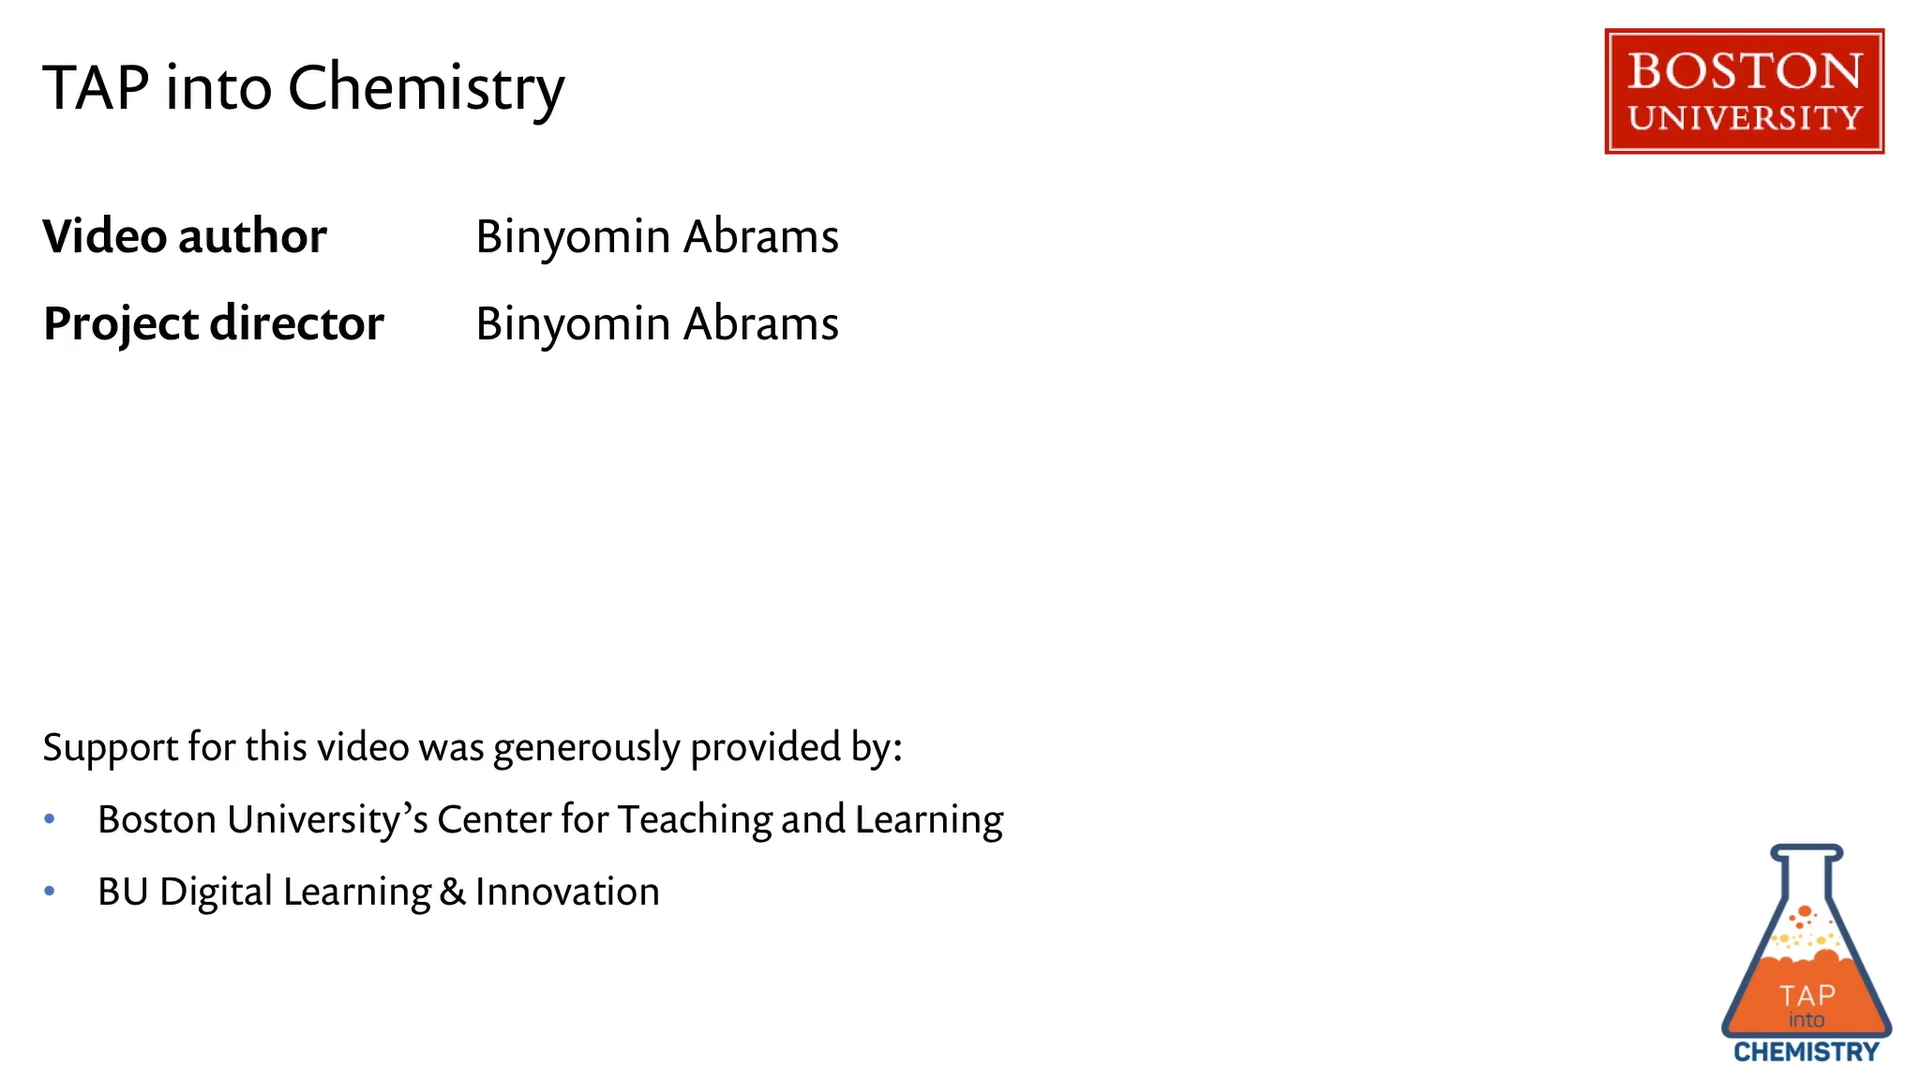 TAP into Chemistry
BOSTON
UNIVERSITY
Video author Binyomin Abrams
Project director Binyomin Abrams
Support for this video was generously provided by:
• Boston University’s Center for Teaching and Learning
• BU Digital Learning & Innovation
TAP
into
CHEMISTRY